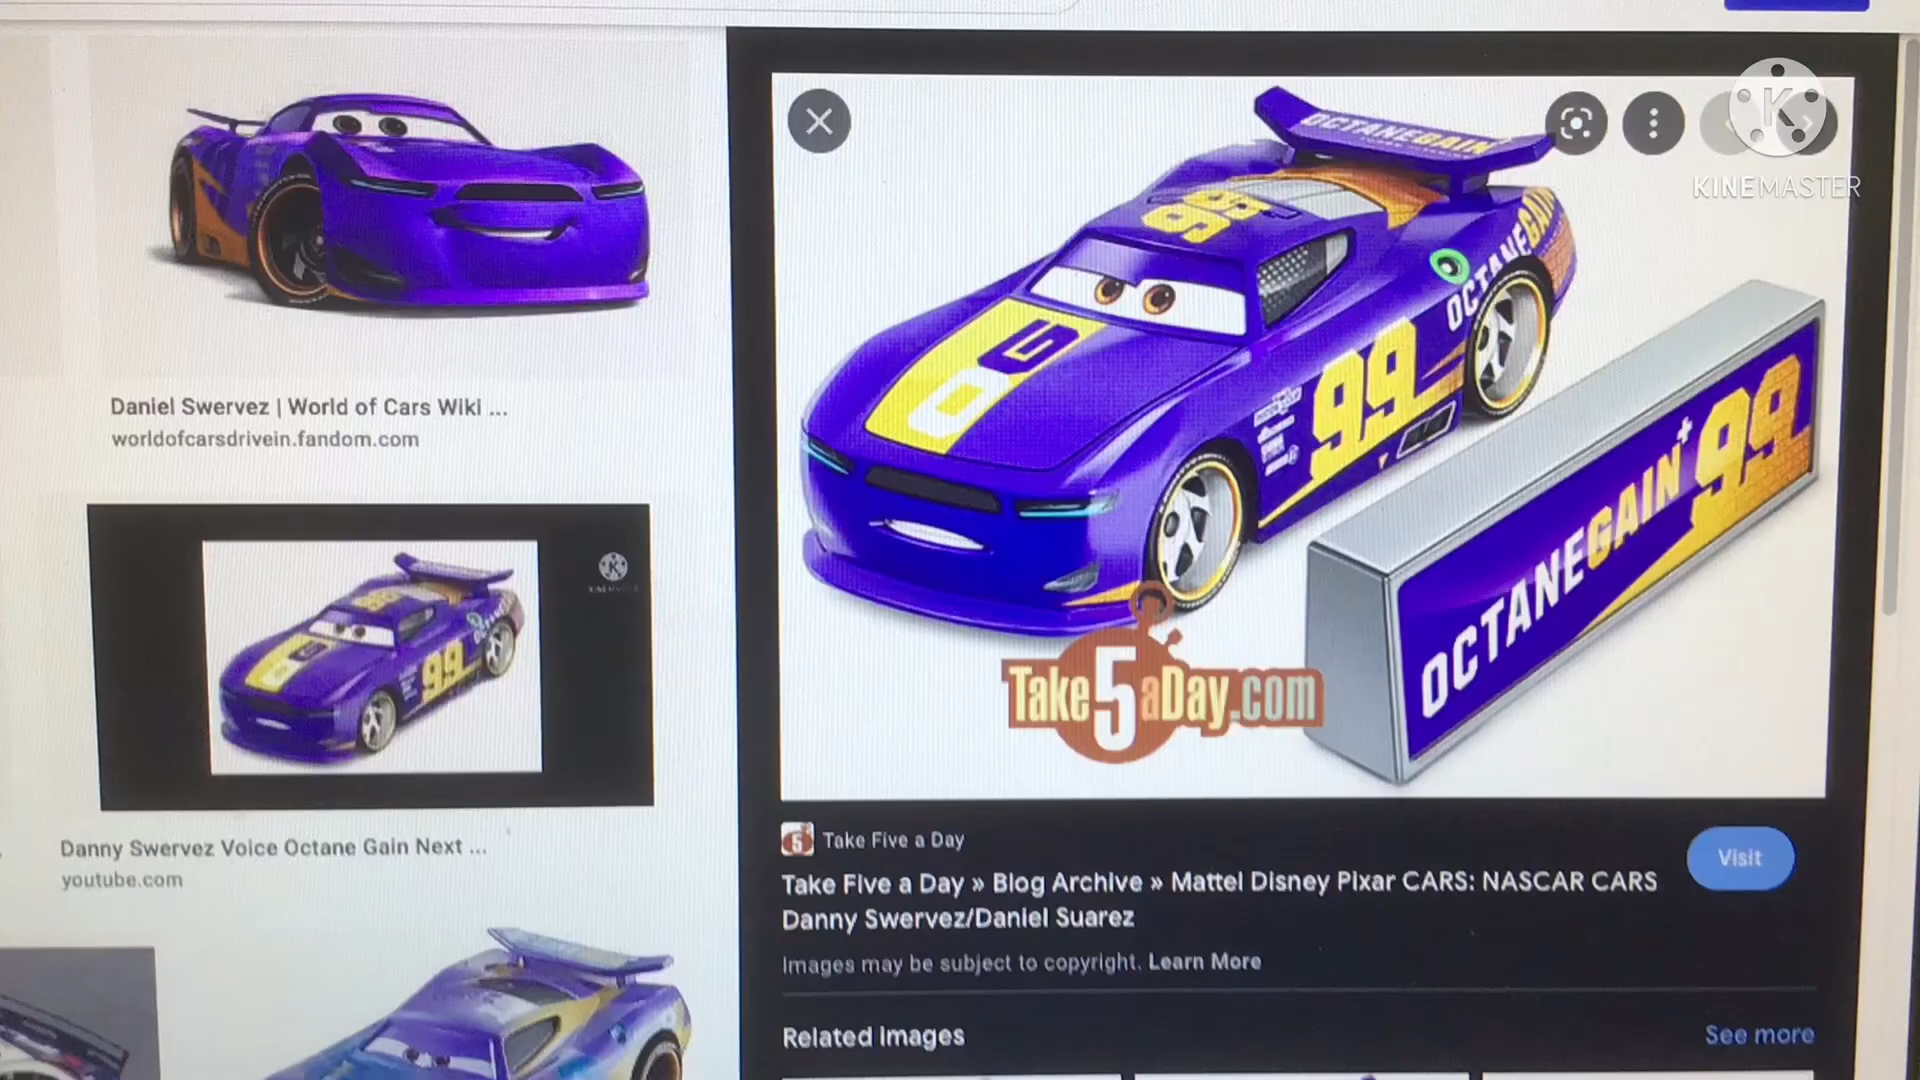 Daniel Swervez | World of Cars Wiki ...
worldofcarsdrivein.fandom.com
Danny Swervez Voice Octane Gain Next ...
youtube.com
KINEMASTER
OCTANEGAIN
99
OG
OCTANEGAIN
99
OCTANEGAIN+ 99
Take5aDay.com
Take Five a Day
Take Five a Day » Blog Archive » Mattel Disney Pixar CARS: NASCAR CARS
Danny Swervez/Daniel Suarez
Visit
Images may be subject to copyright. Learn More
Related Images
See more